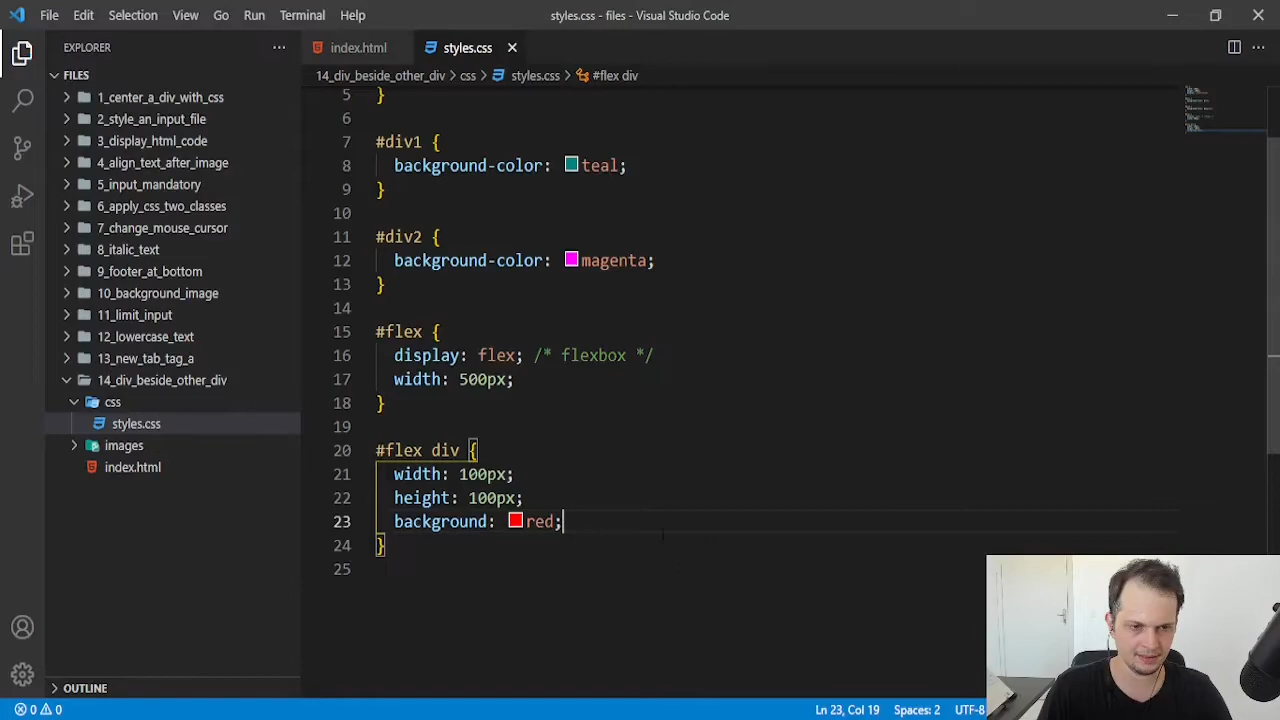 File Edit Selection View Go Run Terminal Help styles.css - files - Visual Studio Code
EXPLORER
index.html styles.css
FILES
14_div_beside_other_div > css > styles.css > #flex div
1_center_a_div_with_css
2_style_an_input_file
3_display_html_code
4_align_text_after_image
5_input_mandatory
6_apply_css_two_classes
7_change_mouse_cursor
8_italic_text
9_footer_at_bottom
10_background_image
11_limit_input
12_lowercase_text
13_new_tab_tag_a
14_div_beside_other_div
css
styles.css
images
index.html
OUTLINE
5 }
6
7 #div1 {
8 background-color: teal;
9 }
10
11 #div2 {
12 background-color: magenta;
13 }
14
15 #flex {
16 display: flex; /* flexbox */
17 width: 500px;
18 }
19
20 #flex div {
21 width: 100px;
22 height: 100px;
23 background: red;
24 }
25
0 0 Ln 23, Col 19 Spaces: 2 UTF-8